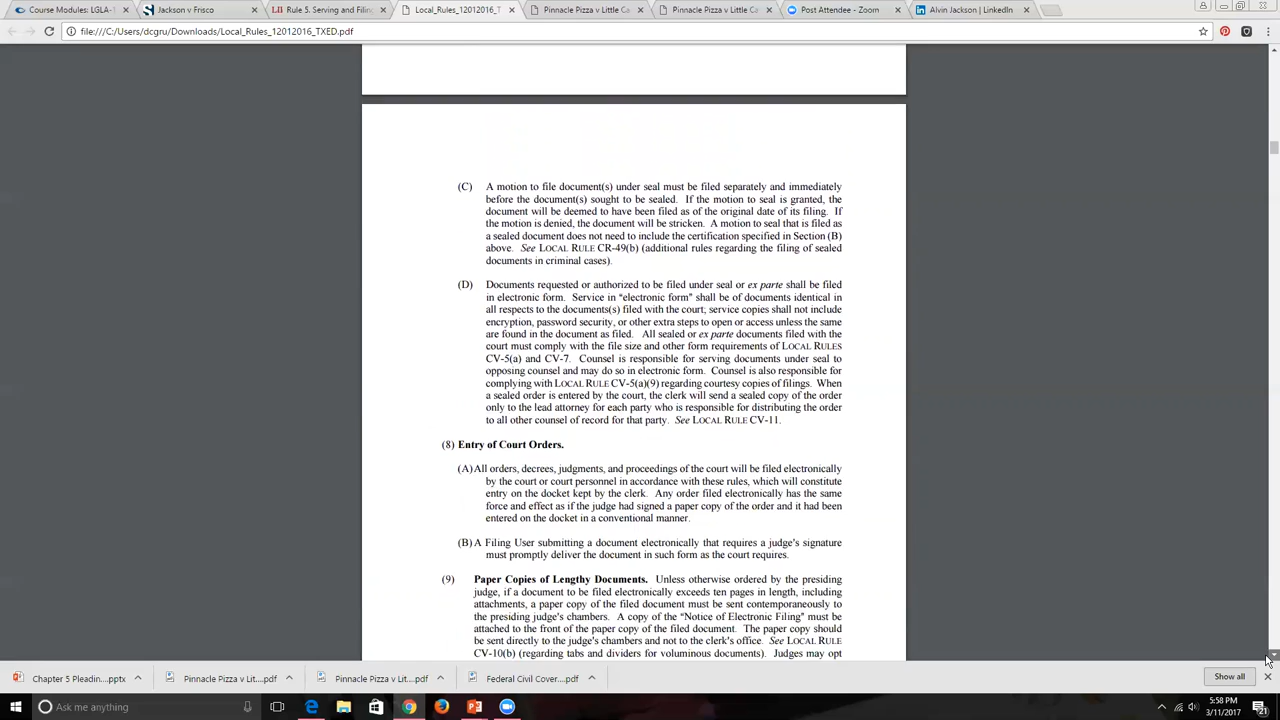 Course Modules: LGLA-1
Jackson v Frisco
Rule 5. Serving and Filing
Local_Rules_12012016_T
Pinnacle Pizza v Little Ca
Pinnacle Pizza v Little Ca
Post Attendee - Zoom
Alvin Jackson | LinkedIn
file:///C:/Users/dcgru/Downloads/Local_Rules_12012016_TXED.pdf
(C) A motion to file document(s) under seal must be filed separately and immediately
before the document(s) sought to be sealed. If the motion to seal is granted, the
document will be deemed to have been filed as of the original date of its filing. If
the motion is denied, the document will be stricken. A motion to seal that is filed as
a sealed document does not need to include the certification specified in Section (B)
above. See LOCAL RULE CR-49(b) (additional rules regarding the filing of sealed
documents in criminal cases).
(D) Documents requested or authorized to be filed under seal or ex parte shall be filed
in electronic form. Service in “electronic form” shall be of documents identical in
all respects to the documents(s) filed with the court; service copies shall not include
encryption, password security, or other extra steps to open or access unless the same
are found in the document as filed. All sealed or ex parte documents filed with the
court must comply with the file size and other form requirements of LOCAL RULES
CV-5(a) and CV-7. Counsel is responsible for serving documents under seal to
opposing counsel and may do so in electronic form. Counsel is also responsible for
complying with LOCAL RULE CV-5(a)(9) regarding courtesy copies of filings. When
a sealed order is entered by the court, the clerk will send a sealed copy of the order
only to the lead attorney for each party who is responsible for distributing the order
to all other counsel of record for that party. See LOCAL RULE CV-11.
(8) Entry of Court Orders.
(A) All orders, decrees, judgments, and proceedings of the court will be filed electronically
by the court or court personnel in accordance with these rules, which will constitute
entry on the docket kept by the clerk. Any order filed electronically has the same
force and effect as if the judge had signed a paper copy of the order and it had been
entered on the docket in a conventional manner.
(B) A Filing User submitting a document electronically that requires a judge’s signature
must promptly deliver the document in such form as the court requires.
(9) Paper Copies of Lengthy Documents. Unless otherwise ordered by the presiding
judge, if a document to be filed electronically exceeds ten pages in length, including
attachments, a paper copy of the filed document must be sent contemporaneously to
the presiding judge’s chambers. A copy of the “Notice of Electronic Filing” must be
attached to the front of the paper copy of the filed document. The paper copy should
be sent directly to the judge’s chambers and not to the clerk’s office. See LOCAL RULE
CV-10(b) (regarding tabs and dividers for voluminous documents). Judges may opt
Chapter 5 Pleadin....pptx
Pinnacle Pizza v Lit....pdf
Pinnacle Pizza v Lit....pdf
Federal Civil Cover....pdf
Show all
Ask me anything
5:58 PM
3/11/2017